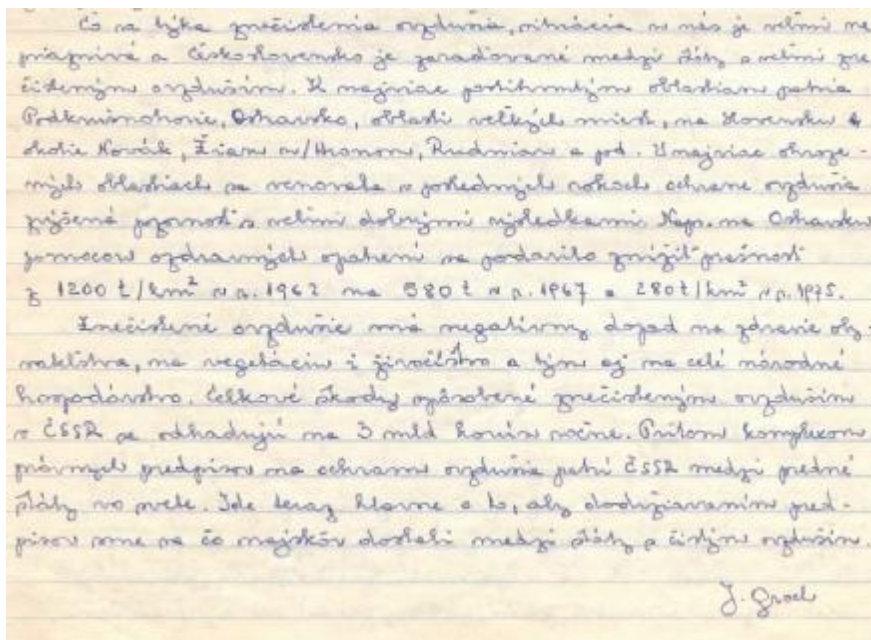 Čo sa týka znečistenia ovzdušia, situácia u nás je veľmi ne
priaznivá a Československo je zaraďované medzi štáty s veľmi zne
čisteným ovzduším. K najviac postihnutým oblastiam patria
Podkrušnohorie, Ostravsko, oblasti veľkých miest, na Slovensku
okolie Novák, Žiaru n/Hronom, Rudnian a pod. V najviac ohroze-
ných oblastiach sa venovala v posledných rokoch ochrane ovzdušia
zvýšená pozornosť s veľmi dobrými výsledkami. Napr. na Ostravsku
pomocou ozdravných opatrení sa podarilo znížiť prašnosť
z 1200 t/km² v r. 1962 na 580 t v r. 1967 a 280 t/km² v r. 1975.
Znečistené ovzdušie má negatívny dopad na zdravie oby-
vateľstva, na vegetáciu i živočíštvo a tým aj na celé národné
hospodárstvo. Celkové škody spôsobené znečisteným ovzduším
v ČSSR sa odhadujú na 3 mld korún ročne. Pritom komplexom
právnych predpisov na ochranu ovzdušia patrí ČSSR medzi predné
štáty vo svete. Ide teraz hlavne o to, aby dodržiavaním pred-
pisov sme sa čo najskôr dostali medzi štáty s čistým ovzduším.
J.